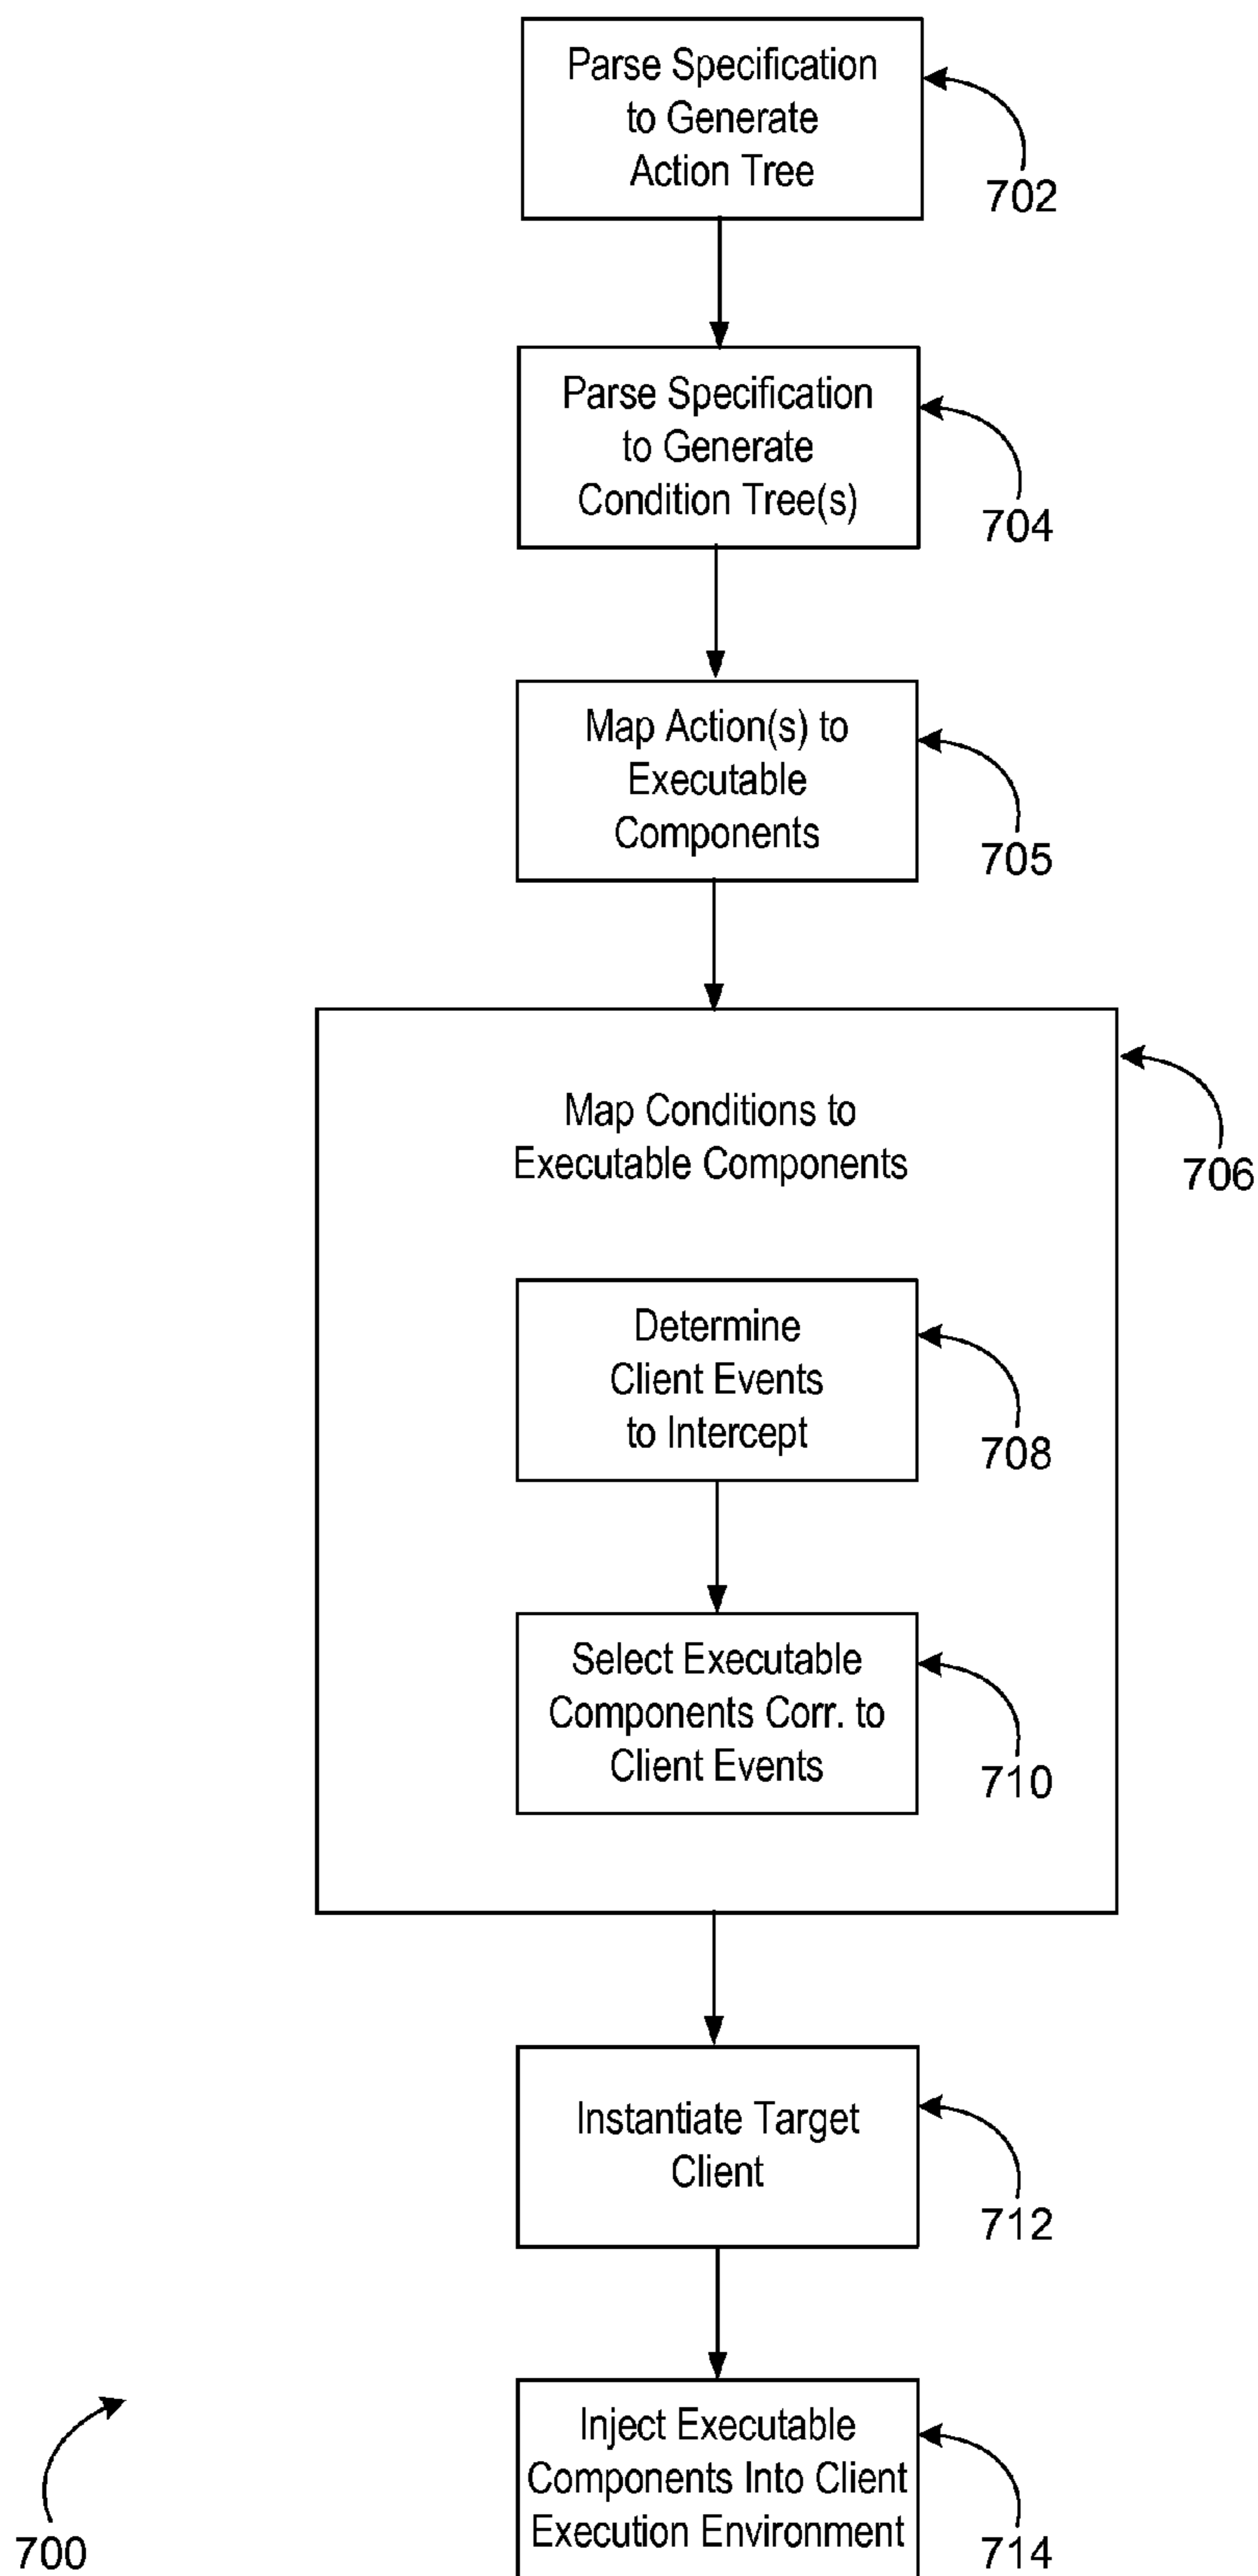 Parse Specification
to Generate
Action Tree
702
Parse Specification
to Generate
Condition Tree(s)
704
Map Action(s) to
Executable
Components
705
Map Conditions to
Executable Components
706
Determine
Client Events
to Intercept
708
Select Executable
Components Corr. to
Client Events
710
Instantiate Target
Client
712
Inject Executable
Components Into Client
Execution Environment
714
700